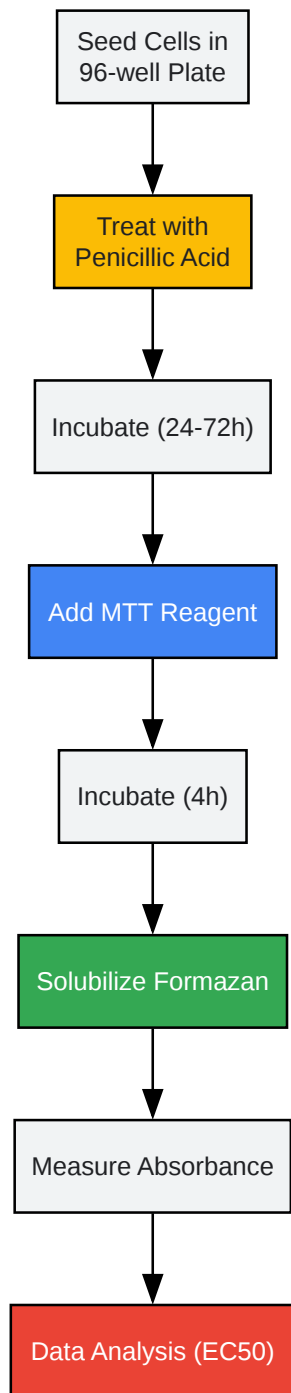 Seed Cells in
96-well Plate
Treat with
Penicillic Acid
Incubate (24-72h)
Add MTT Reagent
Incubate (4h)
Solubilize Formazan
Measure Absorbance
Data Analysis (EC50)